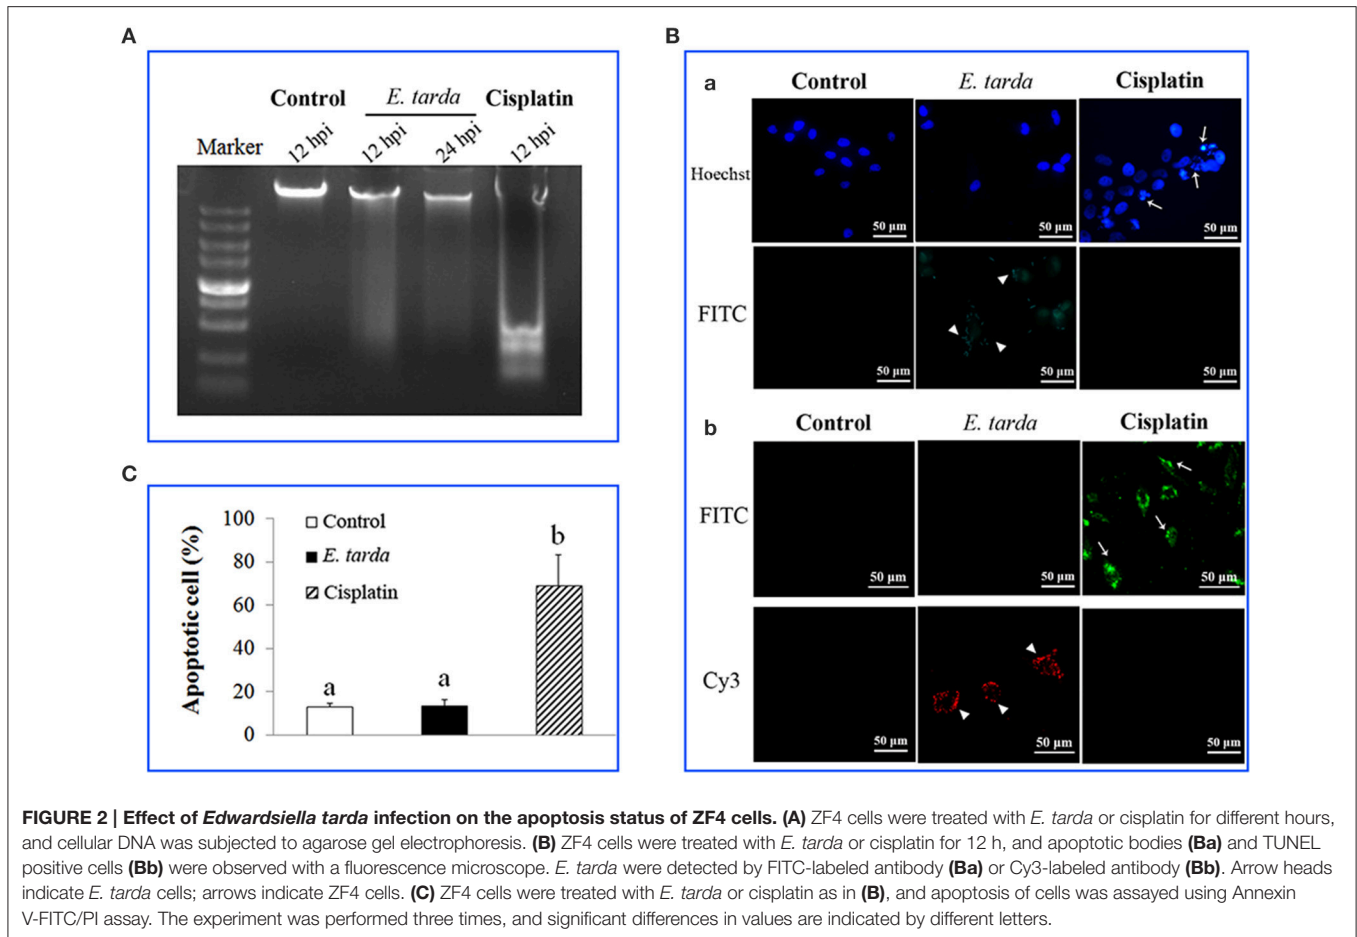 A
Control E. tarda Cisplatin
Marker 12 hpi 12 hpi 24 hpi 12 hpi
B
a
Control E. tarda Cisplatin
Hoechst
50 µm 50 µm 50 µm
FITC
50 µm 50 µm 50 µm
b
Control E. tarda Cisplatin
FITC
50 µm 50 µm 50 µm
Cy3
50 µm 50 µm 50 µm
C
Apoptotic cell (%)
100
80
60
40
20
0
Control
E. tarda
Cisplatin
a a b
FIGURE 2 | Effect of Edwardsiella tarda infection on the apoptosis status of ZF4 cells. (A) ZF4 cells were treated with E. tarda or cisplatin for different hours,
and cellular DNA was subjected to agarose gel electrophoresis. (B) ZF4 cells were treated with E. tarda or cisplatin for 12 h, and apoptotic bodies (Ba) and TUNEL
positive cells (Bb) were observed with a fluorescence microscope. E. tarda were detected by FITC-labeled antibody (Ba) or Cy3-labeled antibody (Bb). Arrow heads
indicate E. tarda cells; arrows indicate ZF4 cells. (C) ZF4 cells were treated with E. tarda or cisplatin as in (B), and apoptosis of cells was assayed using Annexin
V-FITC/PI assay. The experiment was performed three times, and significant differences in values are indicated by different letters.